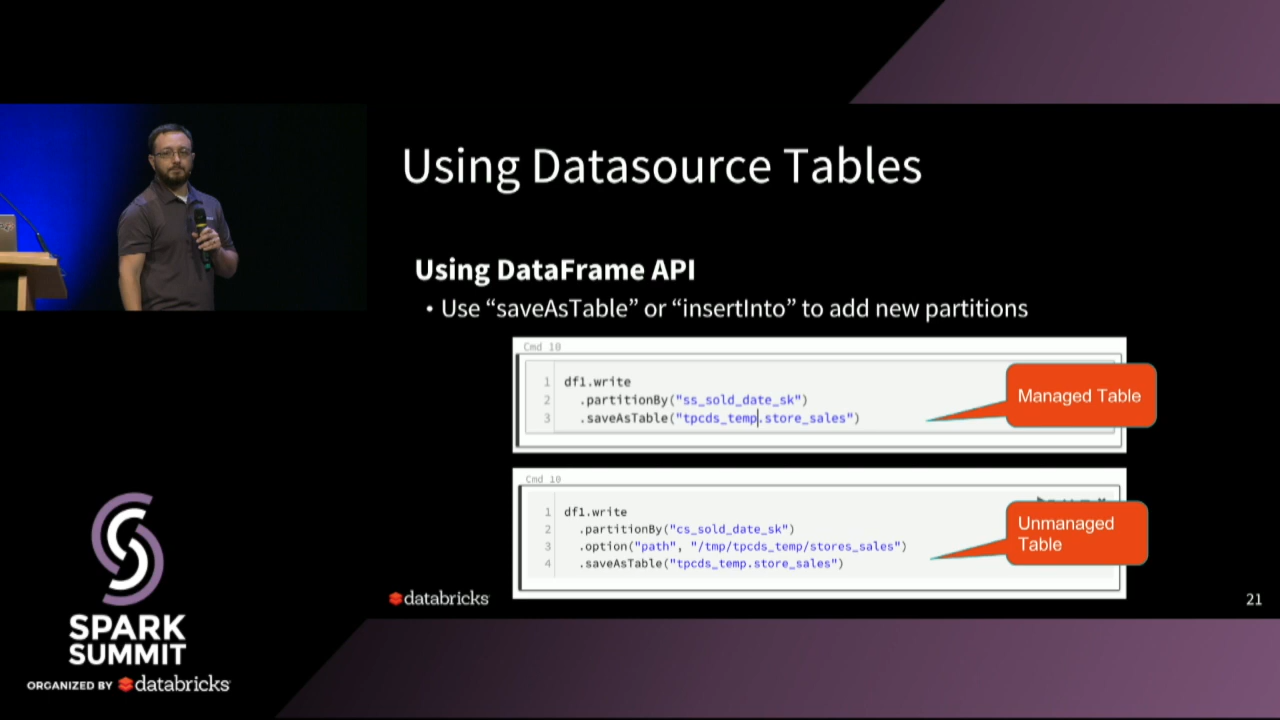 Using Datasource Tables
Using DataFrame API
• Use “saveAsTable” or “insertInto” to add new partitions
Cmd 10
1 df1.write
2 .partitionBy("ss_sold_date_sk")
3 .saveAsTable("tpcds_temp.store_sales")
Managed Table
Cmd 10
1 df1.write
2 .partitionBy("cs_sold_date_sk")
3 .option("path", "/tmp/tpcds_temp/stores_sales")
4 .saveAsTable("tpcds_temp.store_sales")
Unmanaged
Table
databricks
21
SPARK
SUMMIT
ORGANIZED BY databricks